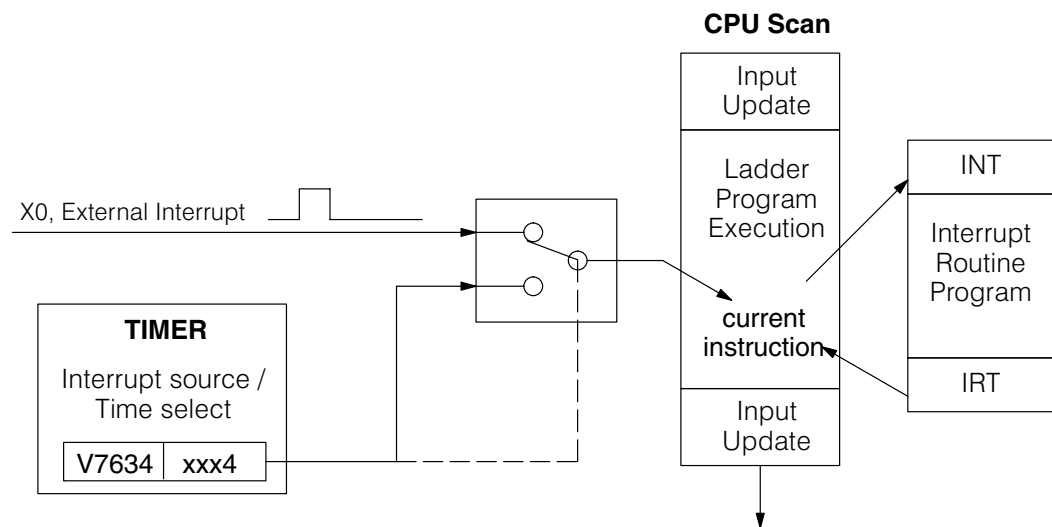 CPU Scan
Input
Update
Ladder
Program
Execution
current
instruction
Input
Update
INT
Interrupt
Routine
Program
IRT
X0, External Interrupt
TIMER
Interrupt source /
Time select
V7634 xxx4